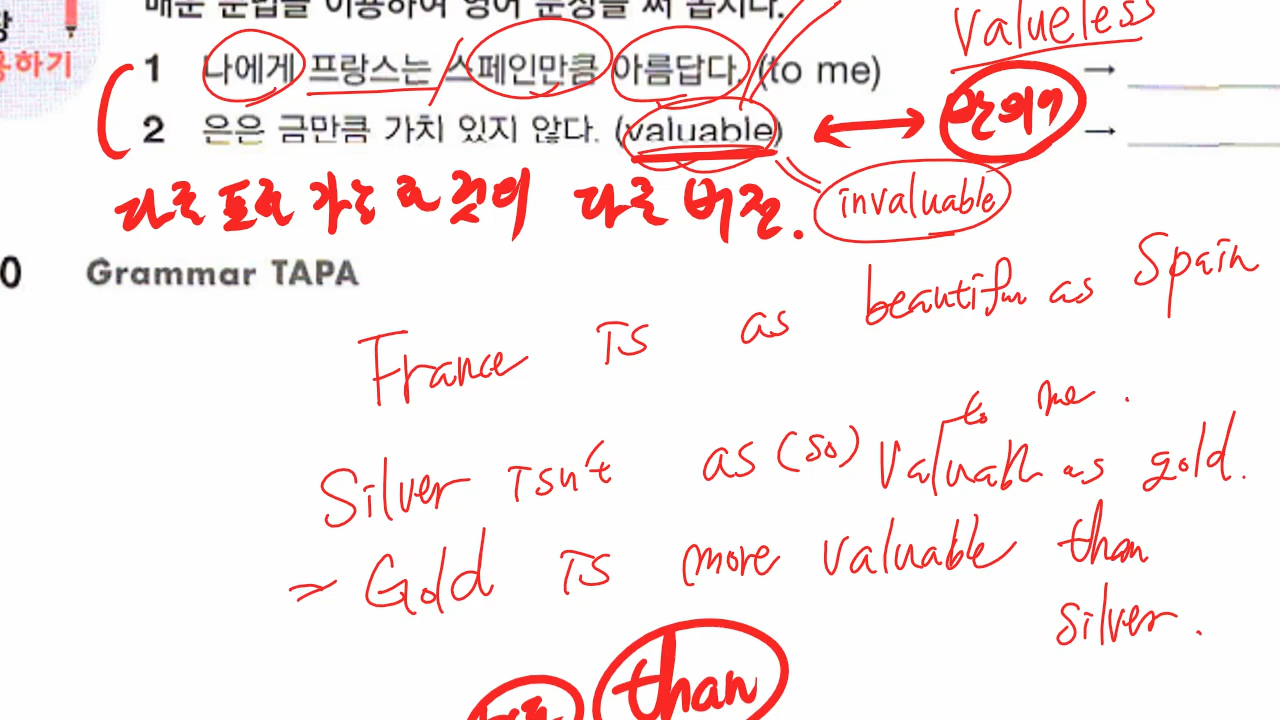 배운 문법을 이용하여 영어 문장을 써 봅시다.
하기
valueless
1 나에게 프랑스는 스페인만큼 아름답다. (to me) →
2 은은 금만큼 가치 있지 않다. (valuable) ↔ 반의어 →
invaluable
다른 표현 가능한 것이 다른 버전.
0 Grammar TAPA
France is as beautiful as Spain
to me.
Silver isn't as (so) valuable as gold.
= Gold is more valuable than
silver.
than